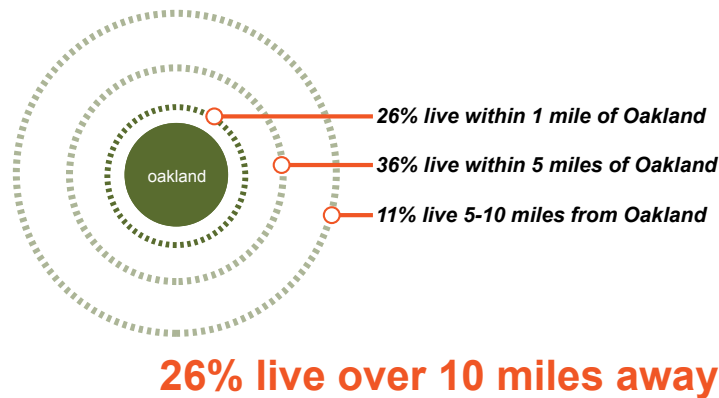 26% live within 1 mile of Oakland
36% live within 5 miles of Oakland
oakland
11% live 5-10 miles from Oakland
26% live over 10 miles away